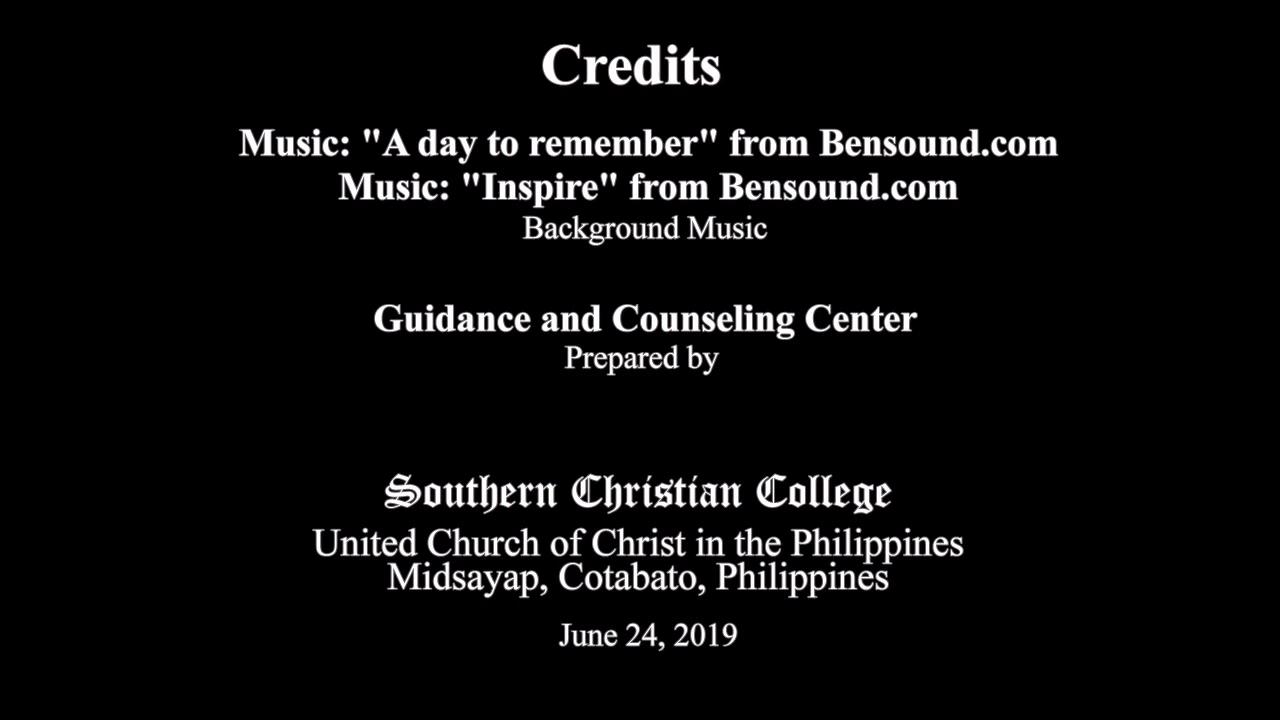 Credits
Music: "A day to remember" from Bensound.com
Music: "Inspire" from Bensound.com
Background Music
Guidance and Counseling Center
Prepared by
Southern Christian College
United Church of Christ in the Philippines
Midsayap, Cotabato, Philippines
June 24, 2019